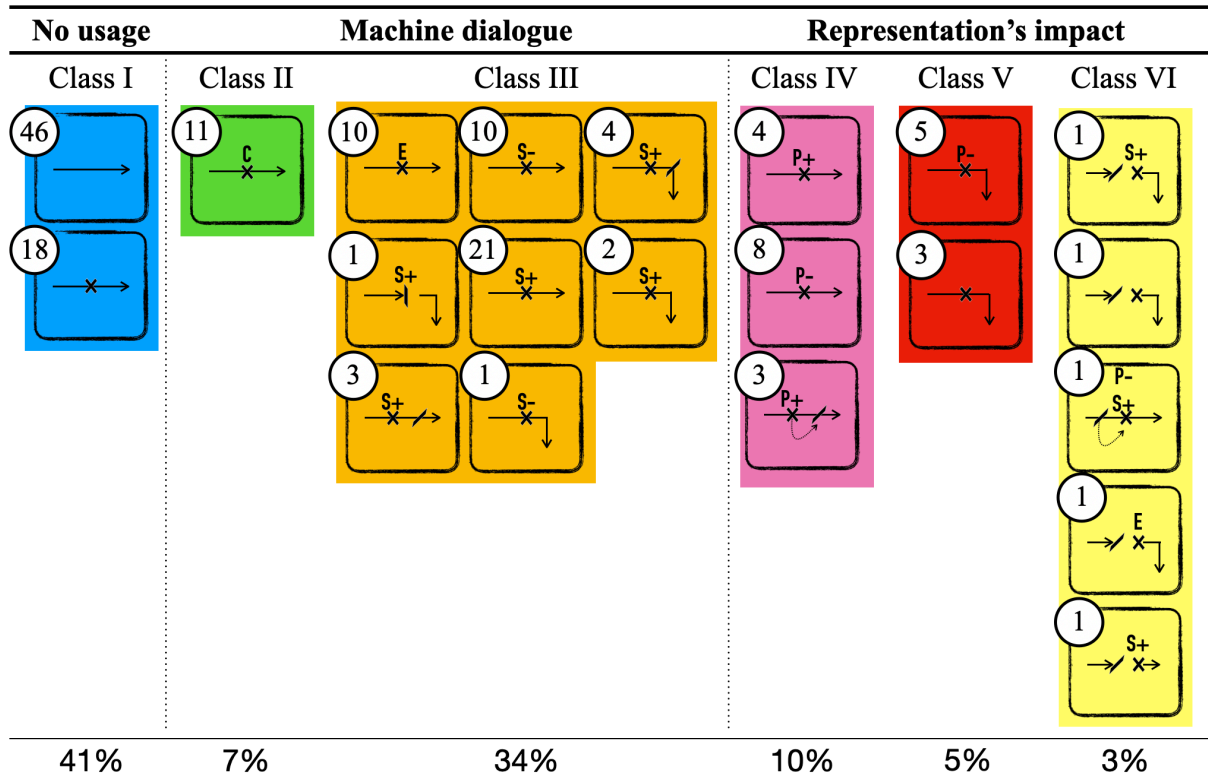 No usage Machine dialogue Representation's impact
Class I Class II Class III Class IV Class V Class VI
46 11 10 10 4 4 5 1
C E S- S+ P+ P- S+
18 1 21 2 8 3 1
S+ S+ S+ P-
3 1 3 1
S+ S- P+ P-
S+
1
E
1
S+
41% 7% 34% 10% 5% 3%